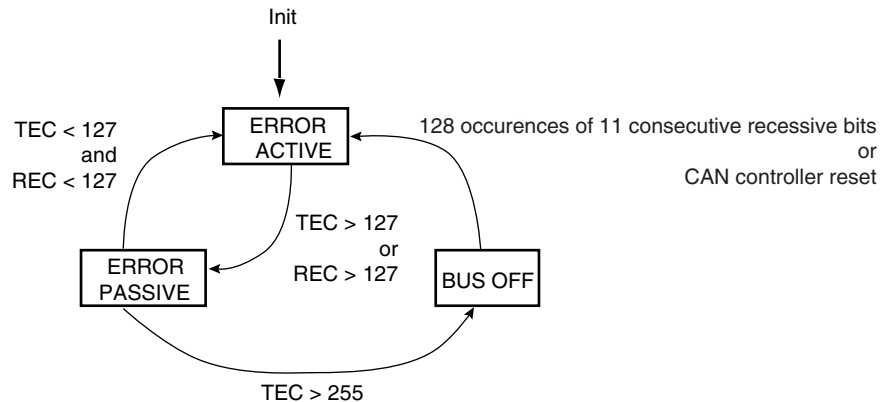 Init
TEC < 127
and
REC < 127
ERROR
ACTIVE
128 occurences of 11 consecutive recessive bits
or
CAN controller reset
TEC > 127
or
REC > 127
ERROR
PASSIVE
BUS OFF
TEC > 255